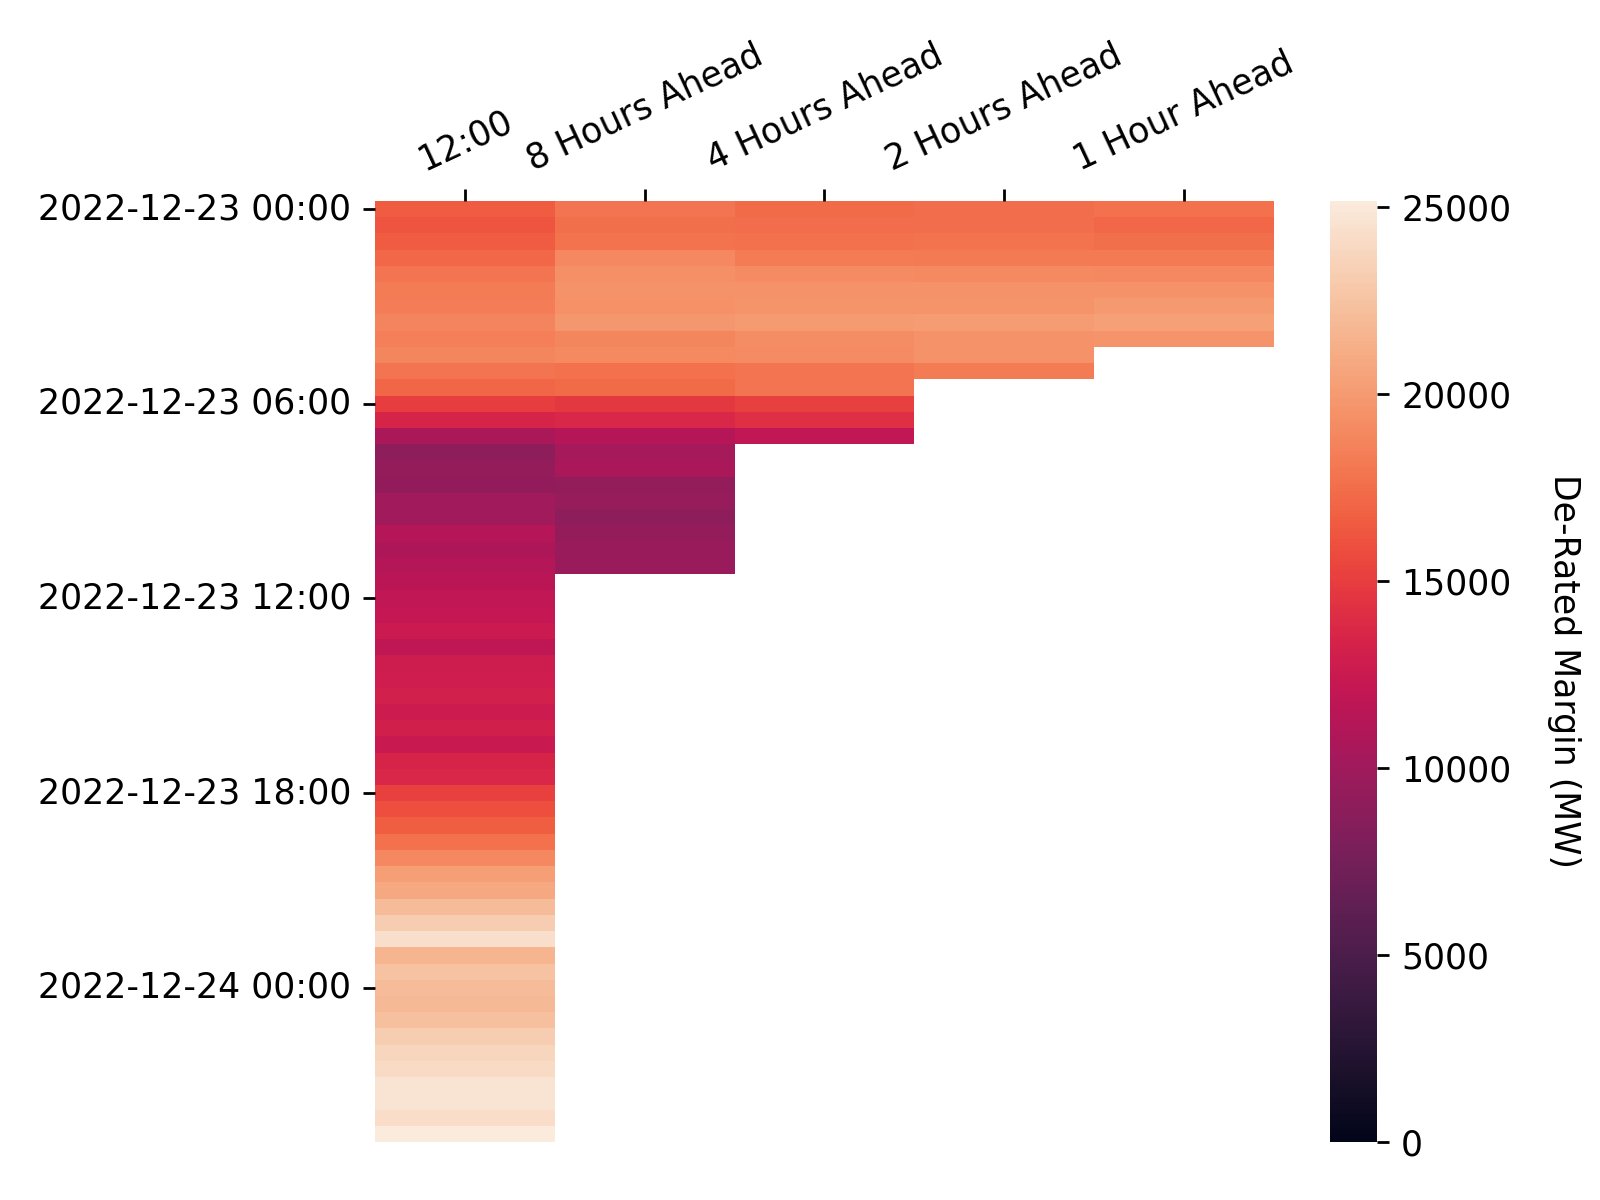 12:00
8 Hours Ahead
4 Hours Ahead
2 Hours Ahead
1 Hour Ahead
2022-12-23 00:00
2022-12-23 06:00
2022-12-23 12:00
2022-12-23 18:00
2022-12-24 00:00
25000
20000
15000
10000
5000
0
De-Rated Margin (MW)